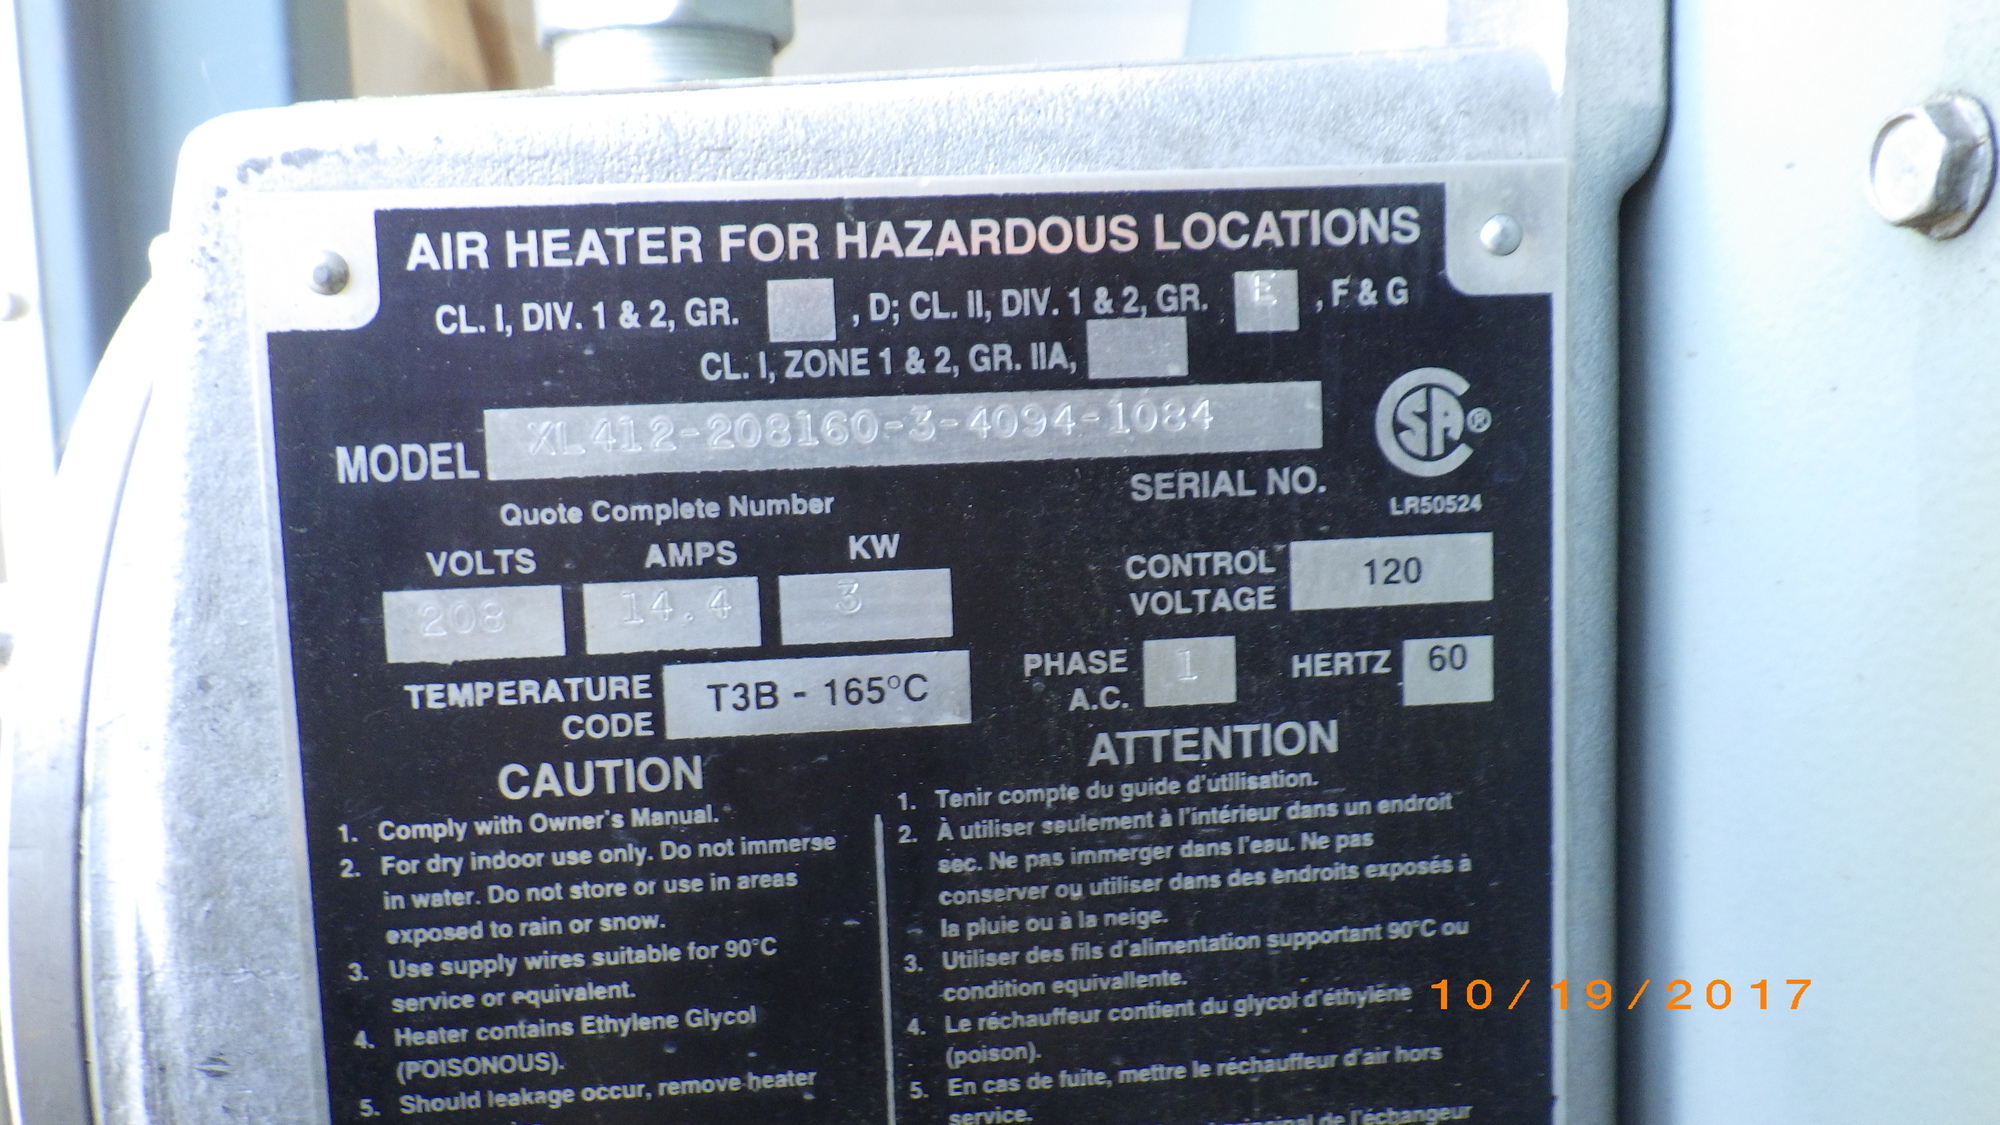 AIR HEATER FOR HAZARDOUS LOCATIONS
CL. I, DIV. 1 & 2, GR. , D; CL. II, DIV. 1 & 2, GR. E , F & G
CL. I, ZONE 1 & 2, GR. IIA,
MODEL XL412-208160-3-4094-1084
Quote Complete Number
SERIAL NO.
CSA ®
LR50524
VOLTS AMPS KW
208 14.4 3
CONTROL VOLTAGE 120
TEMPERATURE CODE T3B - 165°C
PHASE A.C. 1
HERTZ 60
CAUTION
1. Comply with Owner's Manual.
2. For dry indoor use only. Do not immerse
in water. Do not store or use in areas
exposed to rain or snow.
3. Use supply wires suitable for 90°C
service or equivalent.
4. Heater contains Ethylene Glycol
(POISONOUS).
5. Should leakage occur, remove heater
ATTENTION
1. Tenir compte du guide d'utilisation.
2. À utiliser seulement à l'intérieur dans un endroit
sec. Ne pas immerger dans l'eau. Ne pas
conserver ou utiliser dans des endroits exposés à
la pluie ou à la neige.
3. Utiliser des fils d'alimentation supportant 90°C ou
condition equivallente.
4. Le réchauffeur contient du glycol d'éthylène
(poison).
5. En cas de fuite, mettre le réchauffeur d'air hors
service.
de l'échangeur
10/19/2017